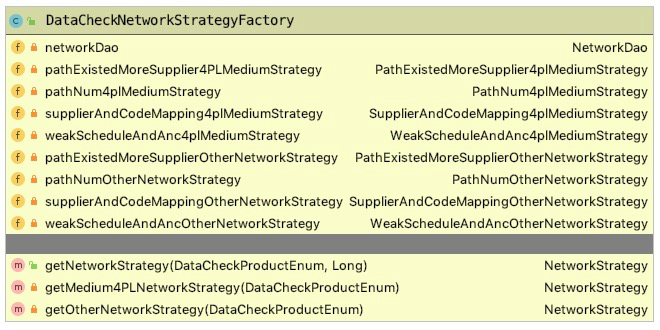 C DataCheckNetworkStrategyFactory
f networkDao NetworkDao
f pathExistedMoreSupplier4PLMediumStrategy PathExistedMoreSupplier4plMediumStrategy
f pathNum4plMediumStrategy PathNum4plMediumStrategy
f supplierAndCodeMapping4plMediumStrategy SupplierAndCodeMapping4plMediumStrategy
f weakScheduleAndAnc4plMediumStrategy WeakScheduleAndAnc4plMediumStrategy
f pathExistedMoreSupplierOtherNetworkStrategy PathExistedMoreSupplierOtherNetworkStrategy
f pathNumOtherNetworkStrategy PathNumOtherNetworkStrategy
f supplierAndCodeMappingOtherNetworkStrategy SupplierAndCodeMappingOtherNetworkStrategy
f weakScheduleAndAncOtherNetworkStrategy WeakScheduleAndAncOtherNetworkStrategy
m getNetworkStrategy(DataCheckProductEnum, Long) NetworkStrategy
m getMedium4PLNetworkStrategy(DataCheckProductEnum) NetworkStrategy
m getOtherNetworkStrategy(DataCheckProductEnum) NetworkStrategy